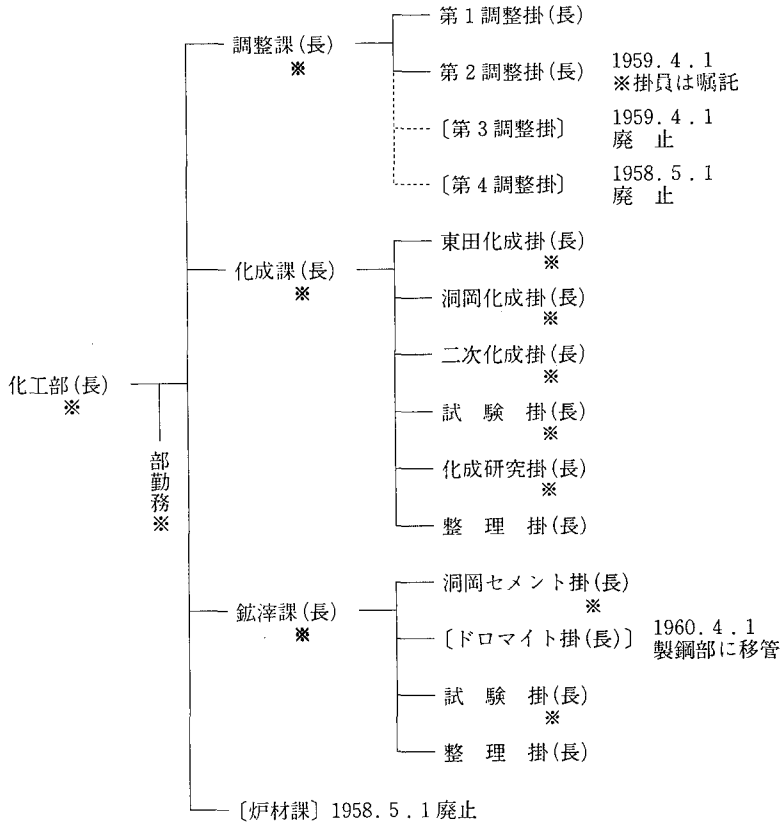 調整課(長)
※
第1調整掛(長)
第2調整掛(長)
1959.4.1
※掛員は嘱託
〔第3調整掛〕
1959.4.1
廃　止
〔第4調整掛〕
1958.5.1
廃　止
化成課(長)
※
東田化成掛(長)
※
洞岡化成掛(長)
※
二次化成掛(長)
※
試　験　掛(長)
※
化成研究掛(長)
※
整　理　掛(長)
化工部(長)
※
部勤務※
鉱滓課(長)
※
洞岡セメント掛(長)
※
〔ドロマイト掛(長)〕
1960.4.1
製鋼部に移管
試　験　掛(長)
※
整　理　掛(長)
〔炉材課〕1958.5.1廃止